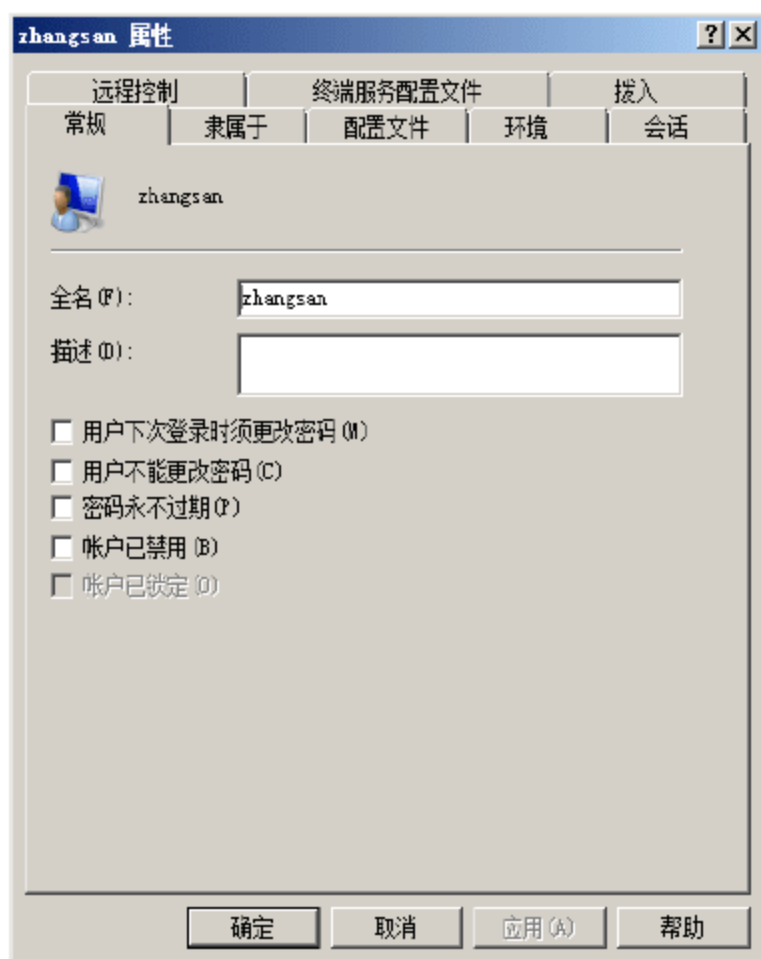 zhangsan 属性
远程控制 终端服务配置文件 拨入
常规 隶属于 配置文件 环境 会话
zhangsan
全名(F): zhangsan
描述(D):
用户下次登录时须更改密码(M)
用户不能更改密码(C)
密码永不过期(P)
帐户已禁用(B)
帐户已锁定(O)
确定 取消 应用(A) 帮助